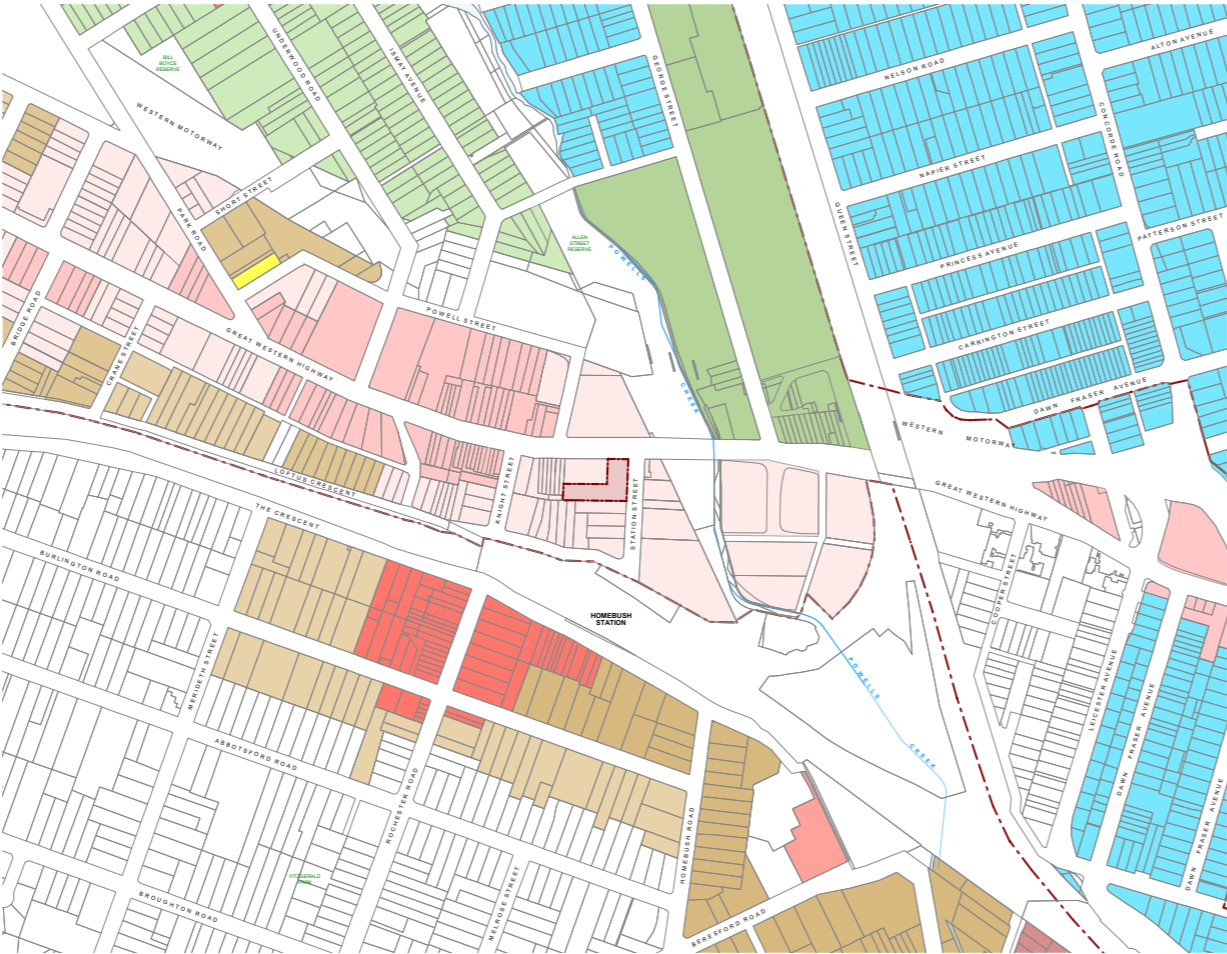 ALTON AVENUE
BILL
BOYCE
RESERVE
UNDERWOOD ROAD
ISMAY AVENUE
GEORGE STREET
NELSON ROAD
WESTERN MOTORWAY
CONCORDE ROAD
NAPIER STREET
SHORT STREET
PARK ROAD
QUEEN STREET
PATTERSON STREET
ALLEN
STREET
RESERVE
POWELLS
PRINCESS AVENUE
BRIDGE ROAD
CRANE STREET
GREAT WESTERN HIGHWAY
POWELL STREET
CARRINGTON STREET
CREEK
DAWN FRASER AVENUE
WESTERN MOTORWAY
LOFTUS CRESCENT
KNIGHT STREET
STATION STREET
GREAT WESTERN HIGHWAY
THE CRESCENT
BURLINGTON ROAD
COOPER STREET
HOMEBUSH
STATION
MERIDETH STREET
POWELLS
CREEK
LEICESTER AVENUE
DAWN FRASER AVENUE
DAWN FRASER AVENUE
ABBOTSFORD ROAD
ROCHESTER ROAD
HOMEBUSH ROAD
FITZGERALD
PARK
BROUGHTON ROAD
MELROSE STREET
BERESFORD ROAD